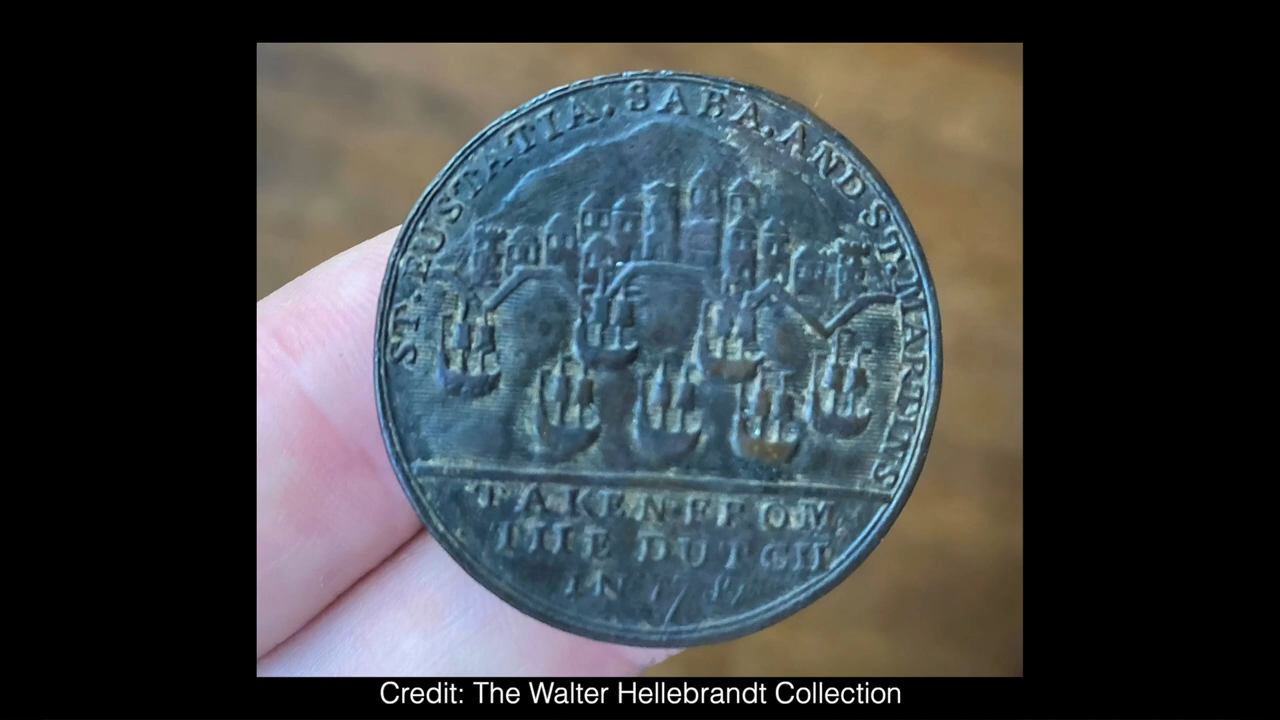 ST. EUSTATIA. SABA. AND ST. MARTINS
TAKEN FROM
THE DUTCH
IN
Credit: The Walter Hellebrandt Collection